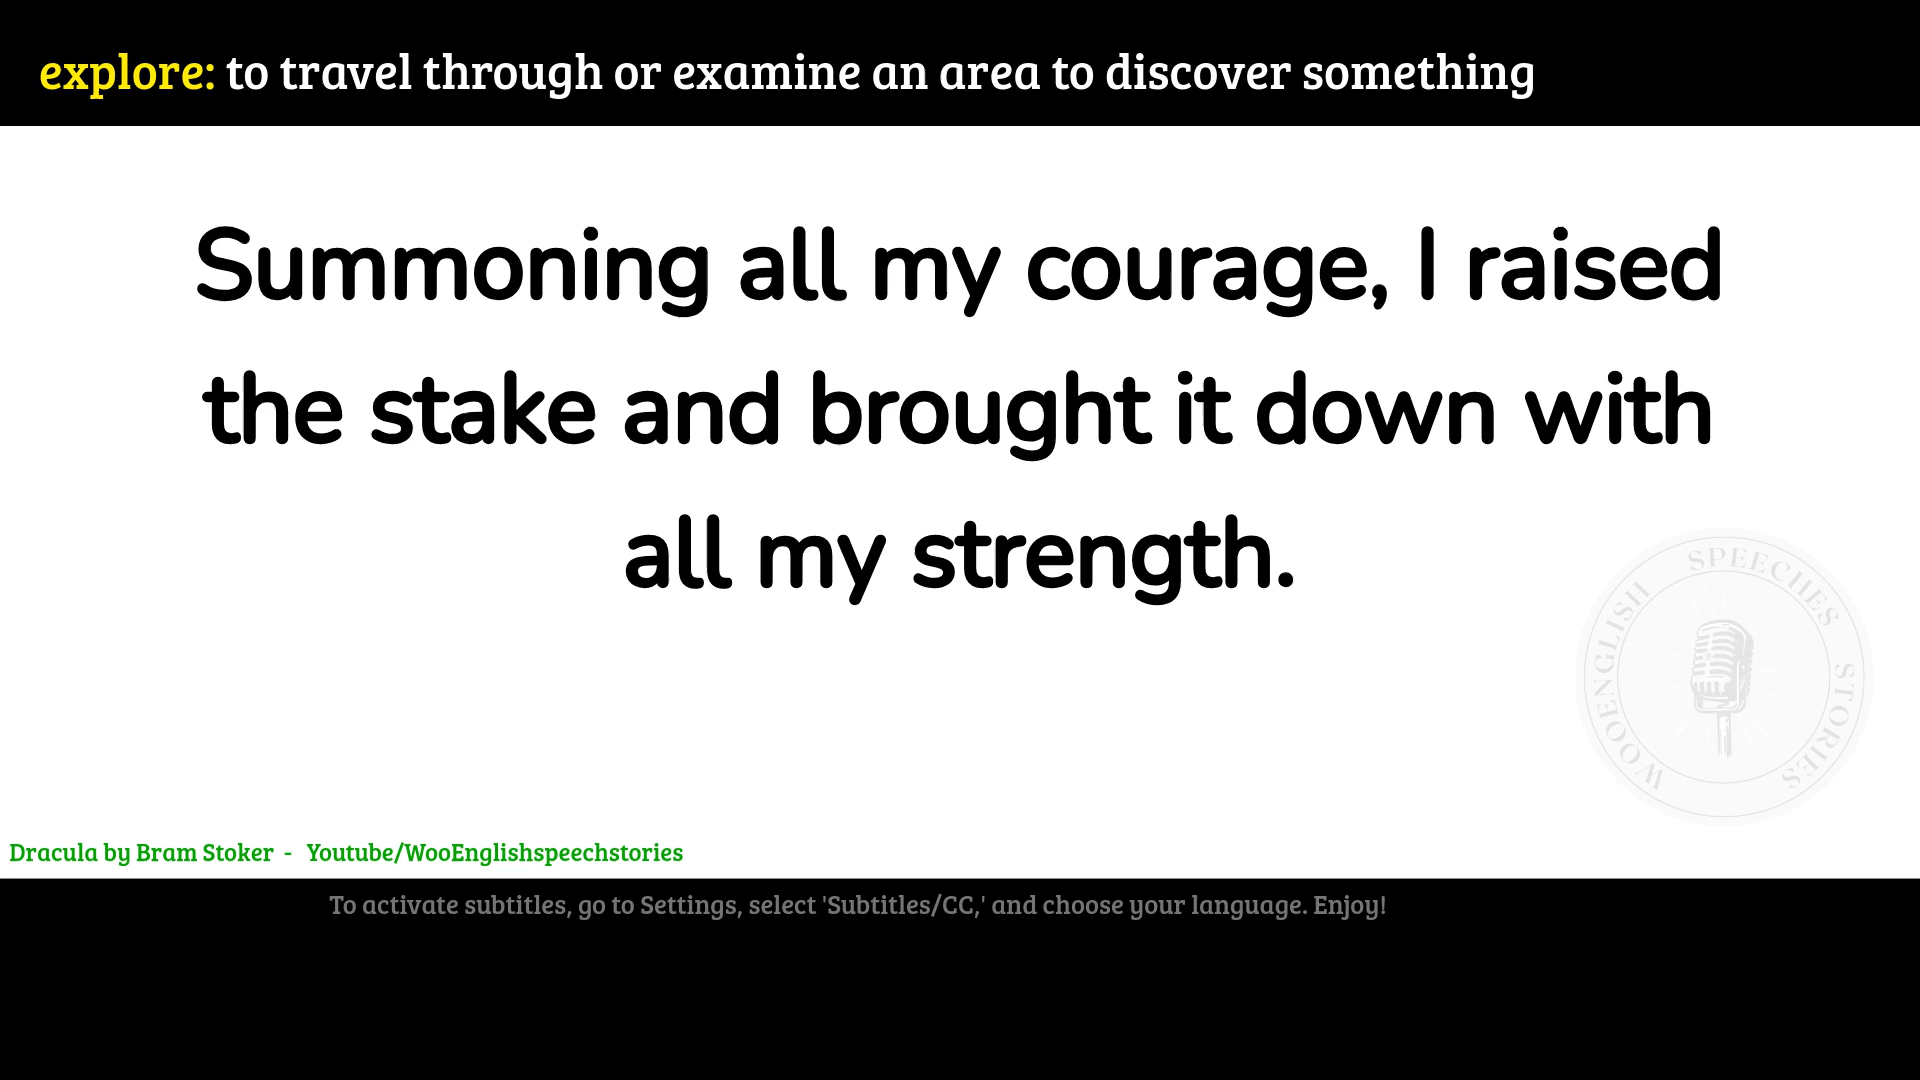 explore: to travel through or examine an area to discover something
Summoning all my courage, I raised
the stake and brought it down with
all my strength.
WOOENGLISH SPEECHES STORIES
Dracula by Bram Stoker - Youtube/WooEnglishspeechstories
To activate subtitles, go to Settings, select 'Subtitles/CC,' and choose your language. Enjoy!